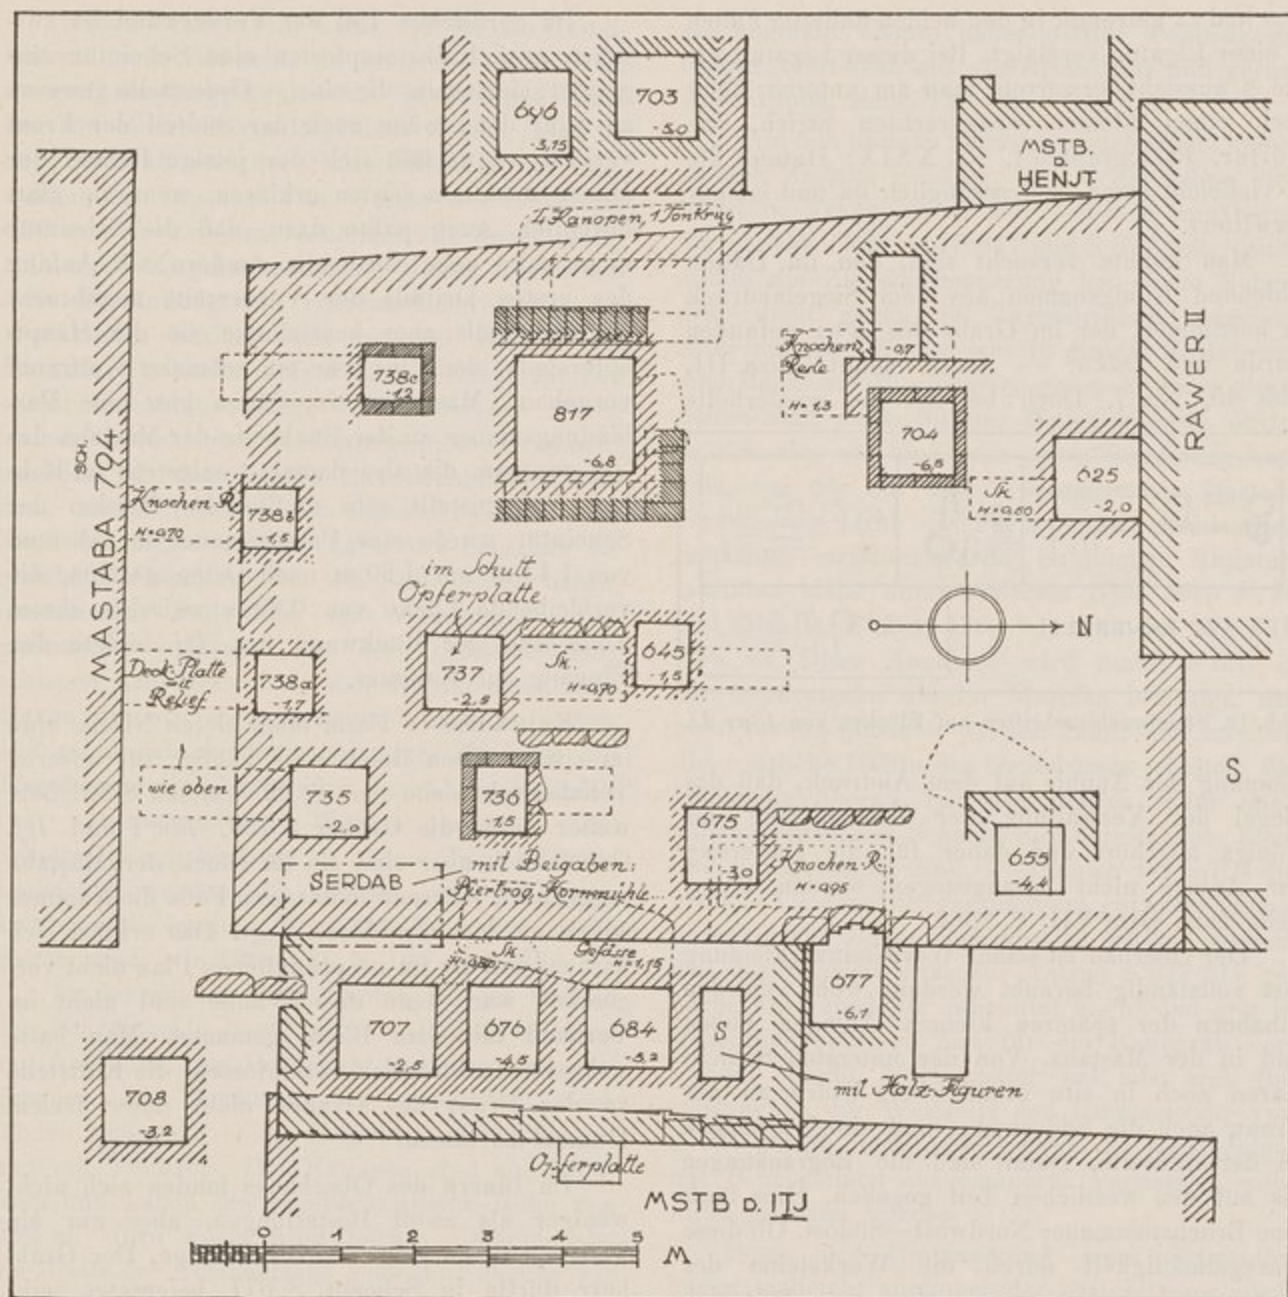 696
-3,15
703
-5,0
MSTB.
D.
HENJT
4 Kanopen, 1 Tonkrug
RAWER II
SCH.
MASTABA 794
738c
-1,2
817
-6,8
Knochen
Reste
H=1,3
-0,7
704
-6,5
625
-2,0
Sk.
H=0,60
Knochen-R.
H=0,70
738b
-1,5
im Schutt
Opferplatte
N
Deck-Platte
Relief
738a
-1,7
737
-2,5
Sk.
H=0,70
645
-1,5
S
wie oben
735
-2,0
736
-1,5
675
-3,0
Knochen R.
H=0,95
655
-4,4
SERDAB
mit Beigaben:
Biertrog, Kornmühle
Sk.
Gefässe
H=1,15
707
-2,5
676
-4,5
684
-3,2
S
677
-6,1
mit Holz-Figuren
708
-3,2
Opferplatte
MSTB D. ITJ
0 1 2 3 4 5 M